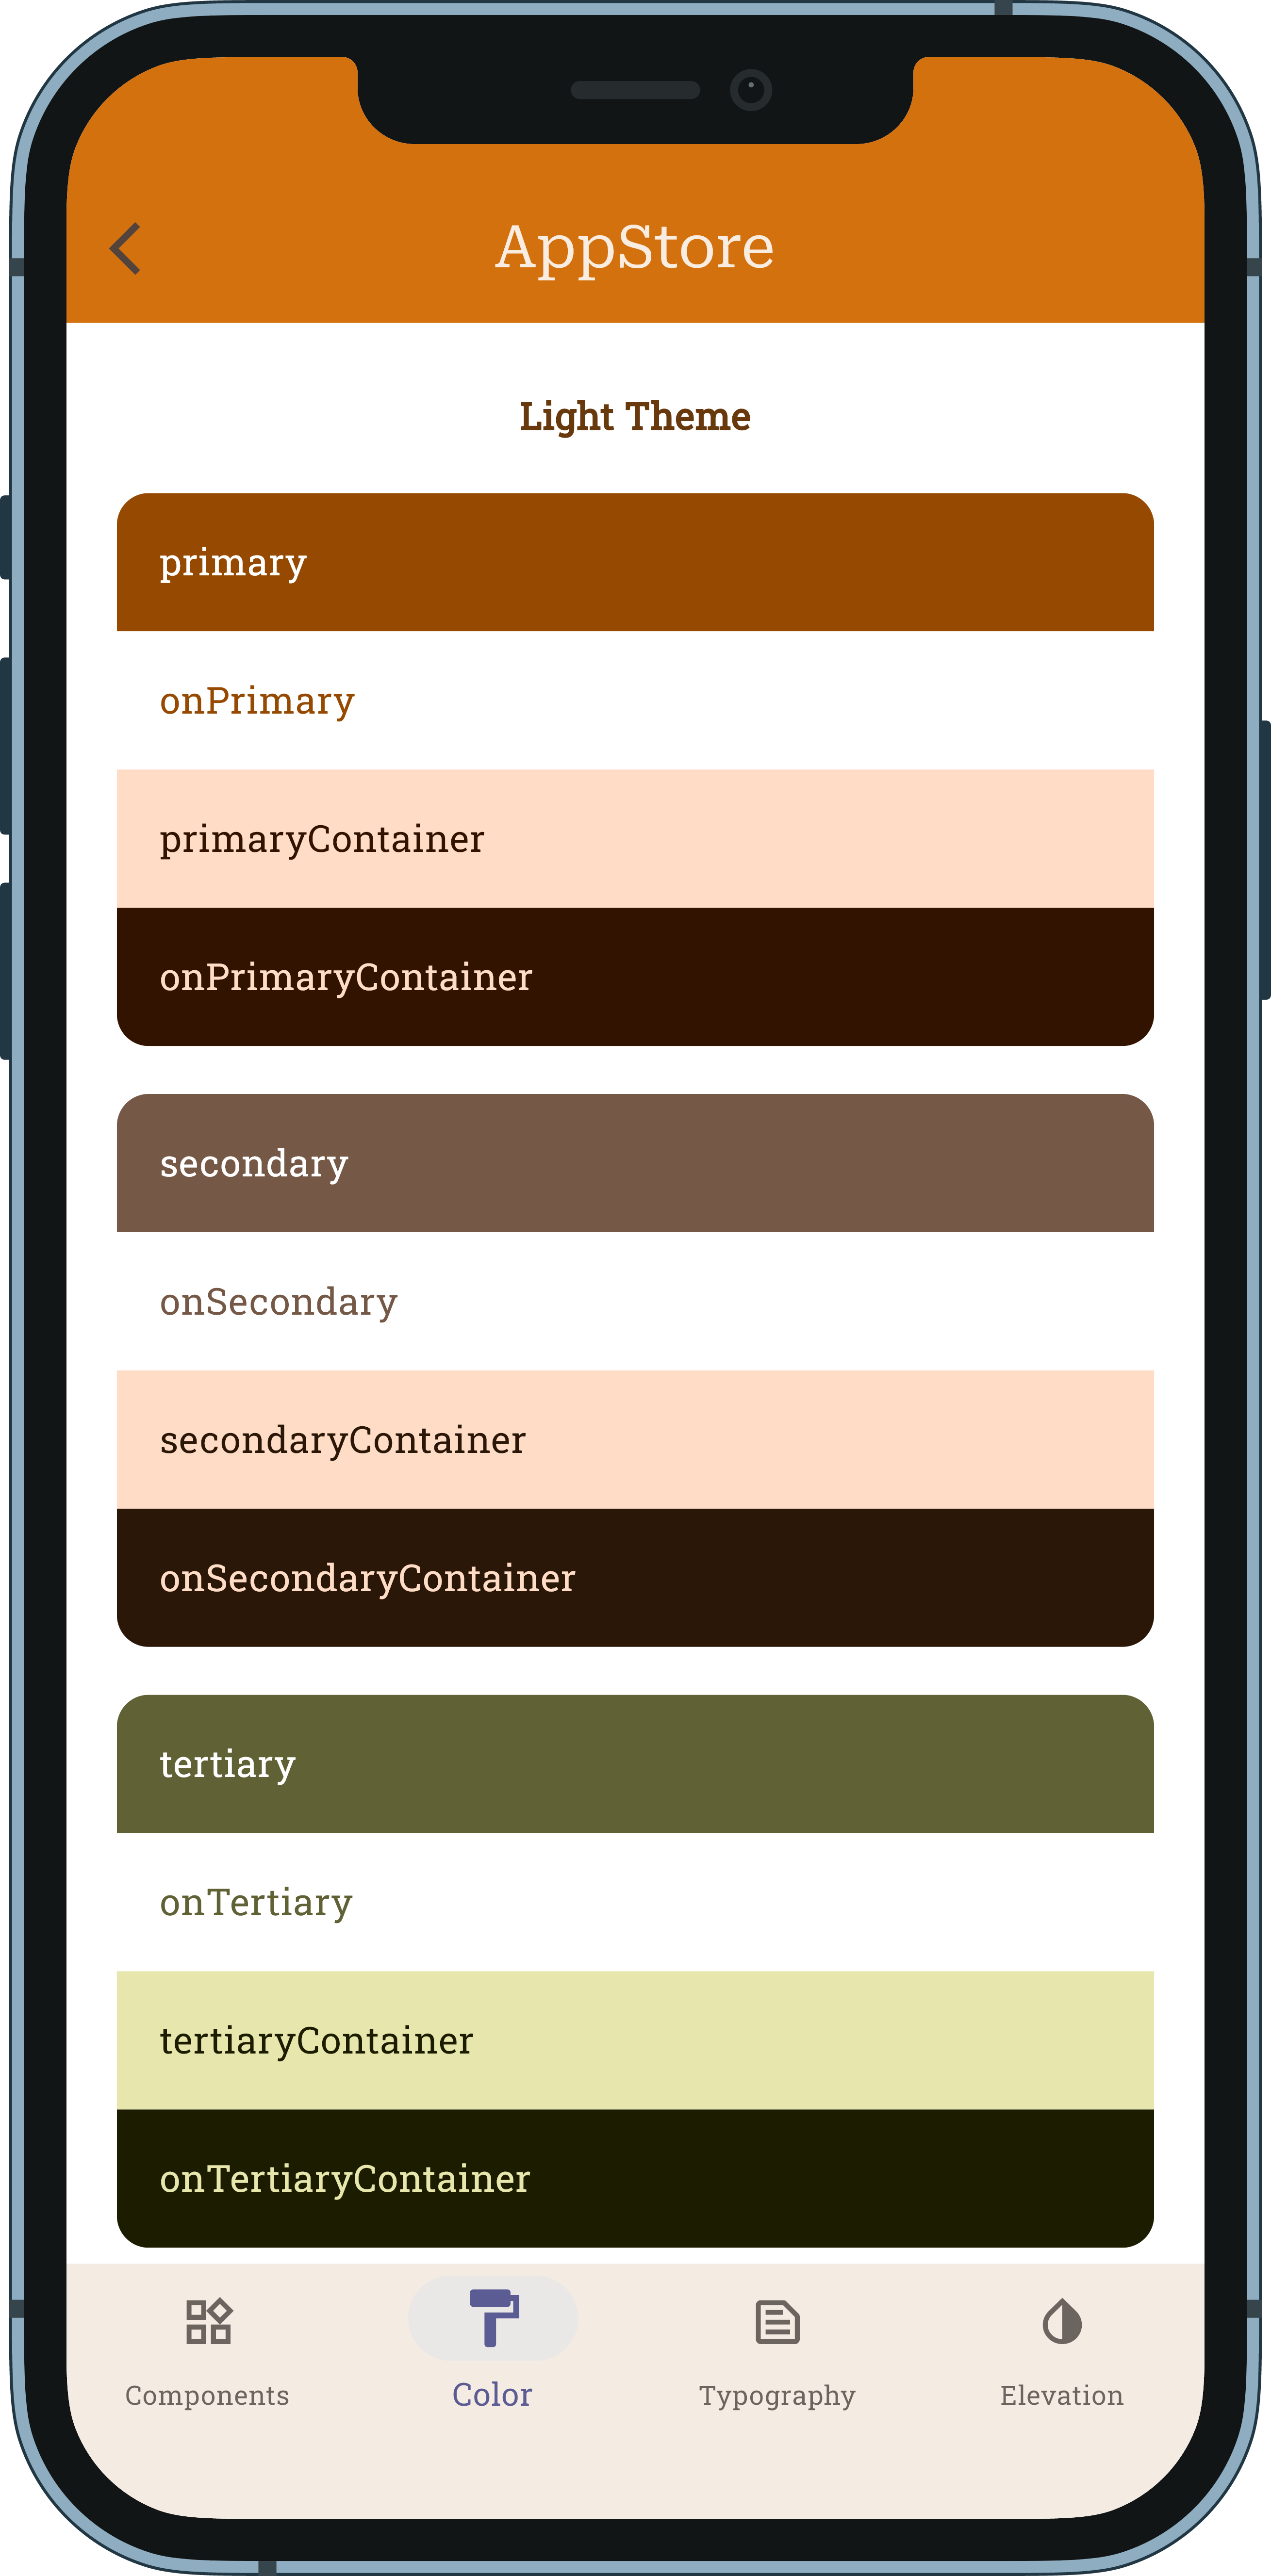 AppStore
Light Theme
primary
onPrimary
primaryContainer
onPrimaryContainer
secondary
onSecondary
secondaryContainer
onSecondaryContainer
tertiary
onTertiary
tertiaryContainer
onTertiaryContainer
Components Color Typography Elevation